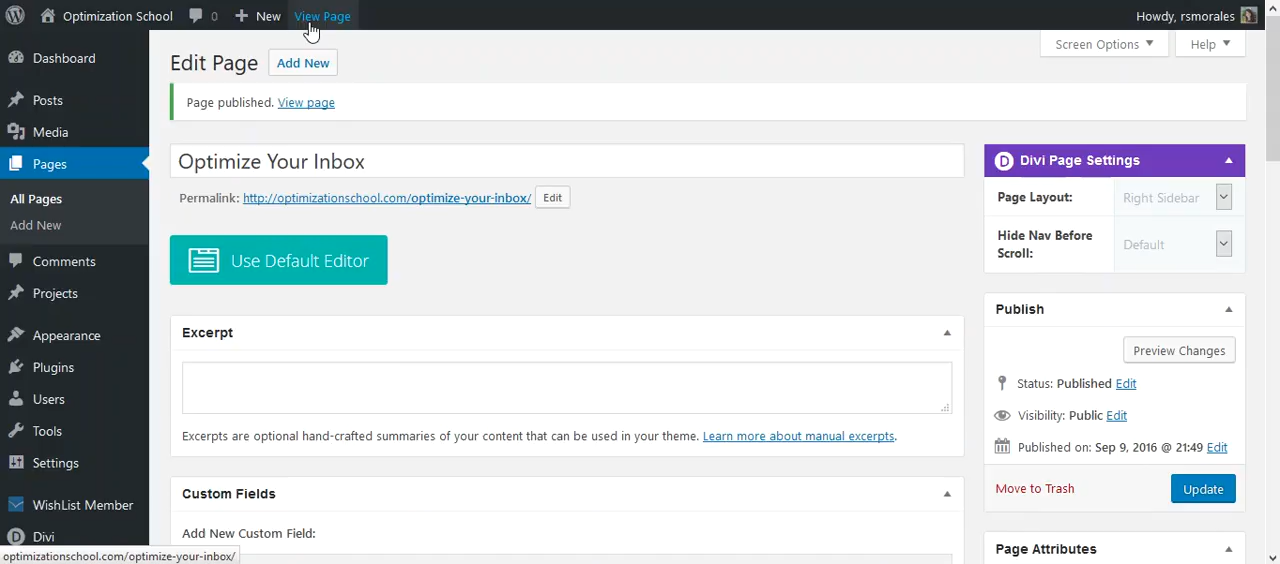 Optimization School 0 New View Page Howdy, rsmorales
Dashboard
Posts
Media
Pages
All Pages
Add New
Comments
Projects
Appearance
Plugins
Users
Tools
Settings
WishList Member
Divi
optimizationschool.com/optimize-your-inbox/
Screen Options Help
Edit Page Add New
Page published. View page
Optimize Your Inbox
Permalink: http://optimizationschool.com/optimize-your-inbox/ Edit
Use Default Editor
Excerpt
Excerpts are optional hand-crafted summaries of your content that can be used in your theme. Learn more about manual excerpts.
Custom Fields
Add New Custom Field:
D Divi Page Settings
Page Layout: Right Sidebar
Hide Nav Before Default
Scroll:
Publish
Preview Changes
Status: Published Edit
Visibility: Public Edit
Published on: Sep 9, 2016 @ 21:49 Edit
Move to Trash Update
Page Attributes